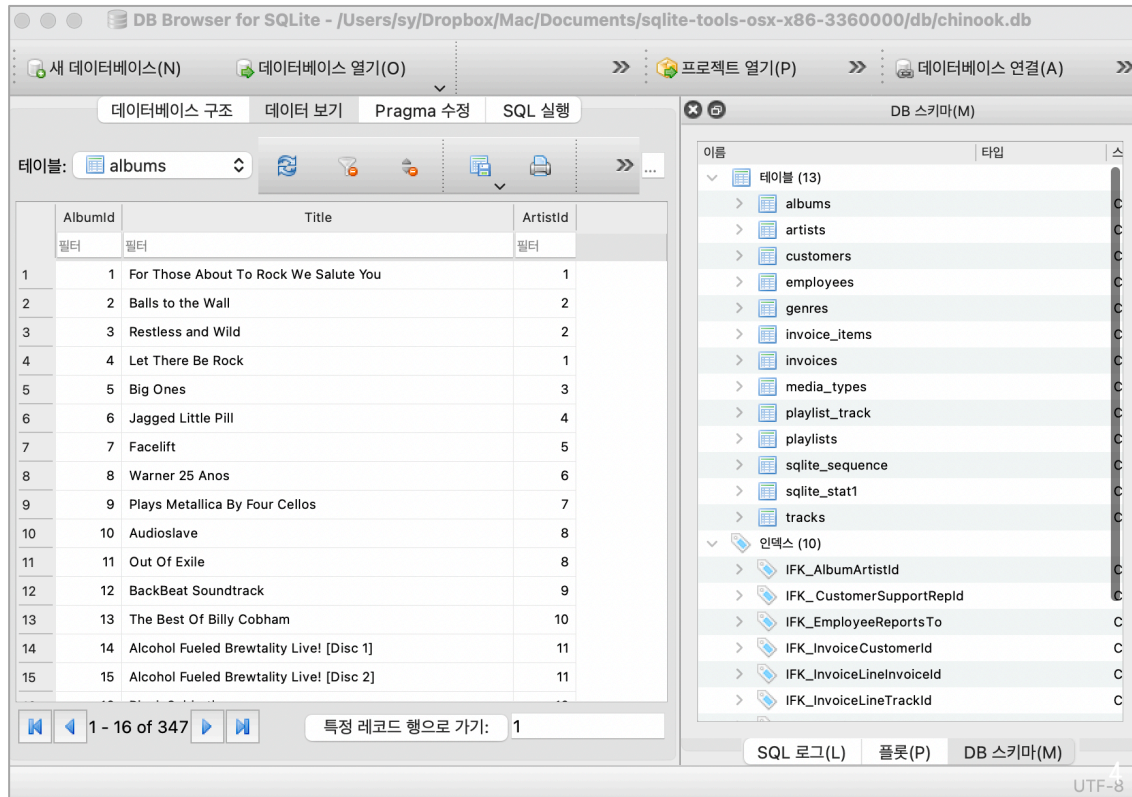 DB Browser for SQLite - /Users/sy/Dropbox/Mac/Documents/sqlite-tools-osx-x86-3360000/db/chinook.db
새 데이터베이스(N) 데이터베이스 열기(O) 프로젝트 열기(P) 데이터베이스 연결(A)
데이터베이스 구조 데이터 보기 Pragma 수정 SQL 실행
테이블: albums ...
AlbumId Title ArtistId
필터 필터 필터
1 1 For Those About To Rock We Salute You 1
2 2 Balls to the Wall 2
3 3 Restless and Wild 2
4 4 Let There Be Rock 1
5 5 Big Ones 3
6 6 Jagged Little Pill 4
7 7 Facelift 5
8 8 Warner 25 Anos 6
9 9 Plays Metallica By Four Cellos 7
10 10 Audioslave 8
11 11 Out Of Exile 8
12 12 BackBeat Soundtrack 9
13 13 The Best Of Billy Cobham 10
14 14 Alcohol Fueled Brewtality Live! [Disc 1] 11
15 15 Alcohol Fueled Brewtality Live! [Disc 2] 11
1 - 16 of 347 특정 레코드 행으로 가기: 1
DB 스키마(M)
이름 타입 스
테이블 (13)
albums C
artists C
customers C
employees C
genres C
invoice_items C
invoices C
media_types C
playlist_track C
playlists C
sqlite_sequence C
sqlite_stat1 C
tracks C
인덱스 (10)
IFK_AlbumArtistId C
IFK_CustomerSupportRepId C
IFK_EmployeeReportsTo C
IFK_InvoiceCustomerId C
IFK_InvoiceLineInvoiceId C
IFK_InvoiceLineTrackId C
SQL 로그(L) 플롯(P) DB 스키마(M)
4
UTF-8